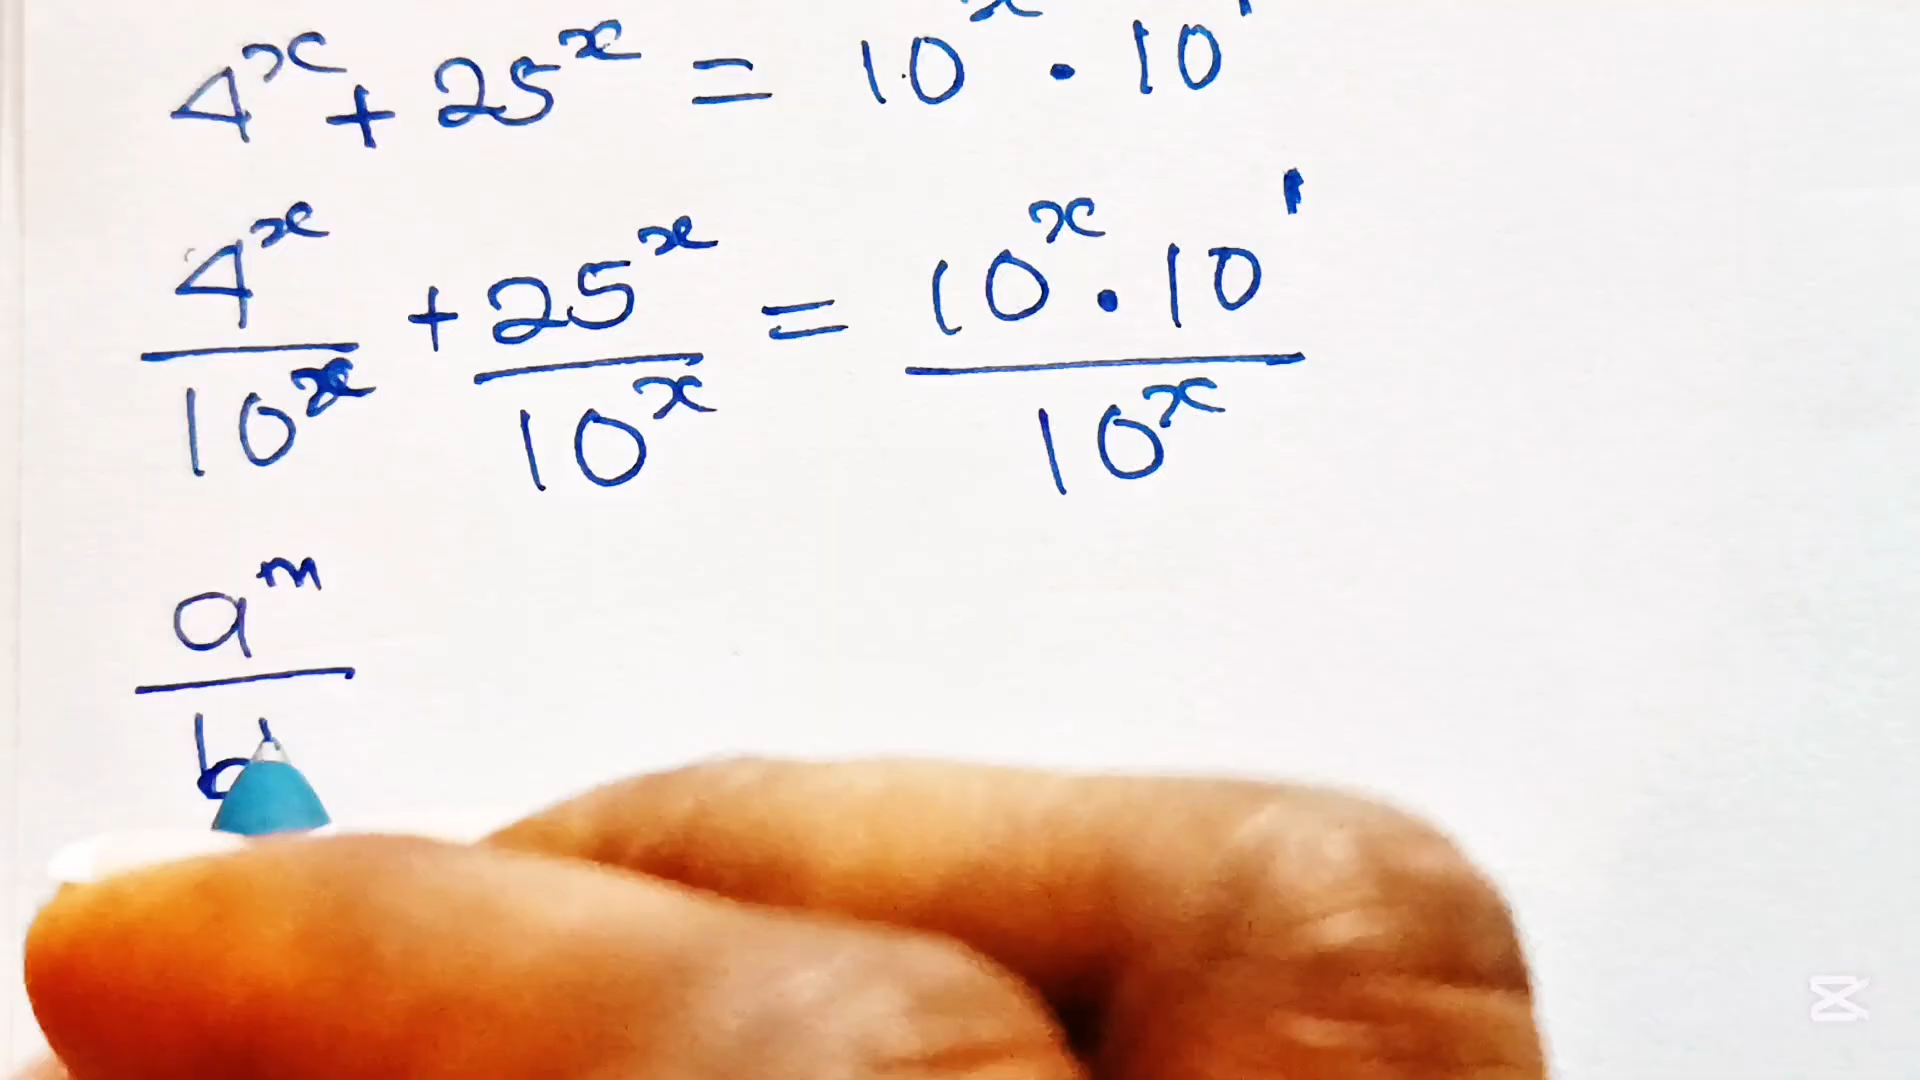 4^x + 25^x = 10^x · 10^1
4^x/10^x + 25^x/10^x = 10^x · 10^1/10^x
a^m/b